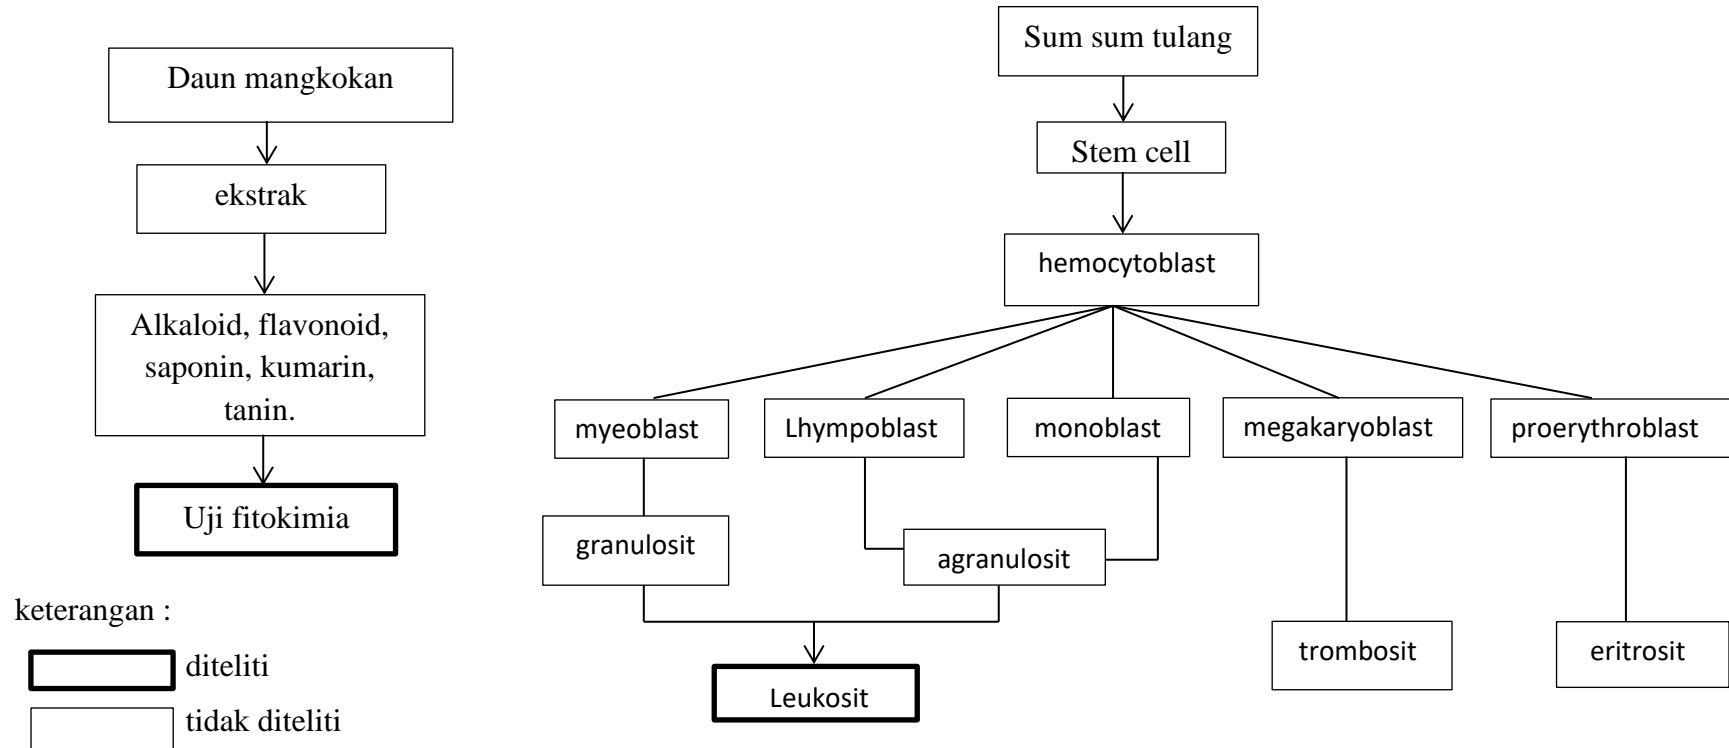 Daun mangkokan
ekstrak
Alkaloid, flavonoid,
saponin, kumarin,
tanin.
Uji fitokimia
keterangan :
diteliti
tidak diteliti
Sum sum tulang
Stem cell
hemocytoblast
myeoblast
Lhympoblast
monoblast
megakaryoblast
proerythroblast
granulosit
agranulosit
trombosit
eritrosit
Leukosit